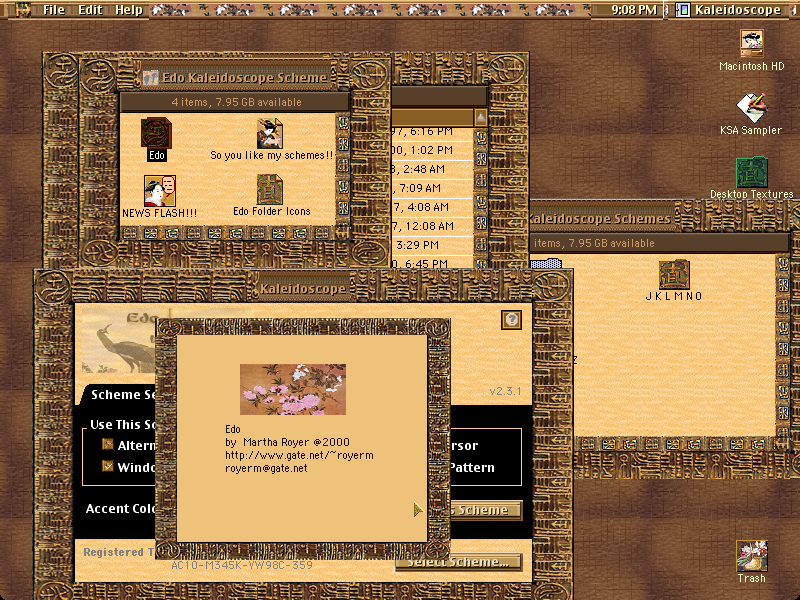 File Edit Help
9:08 PM
Kaleidoscope
Macintosh HD
KSA Sampler
Desktop Textures
Edo Kaleidoscope Scheme
4 items, 7.95 GB available
Edo
So you like my schemes!!
NEWS FLASH!!!
Edo Folder Icons
97, 6:16 PM
00, 1:02 PM
8, 2:48 AM
, 7:09 AM
7, 4:08 AM
7, 12:08 AM
3:29 PM
0, 6:45 PM
Kaleidoscope Schemes
items, 7.95 GB available
J K L M N O
Z
Kaleidoscope
Edo
v2.3.1
Scheme Se
Use This Sc
Altern
Windo
rsor
Pattern
Accent Colo
s Scheme
Registered T
AC10-M345K-VW98C-359
Select Scheme...
Edo
by Martha Royer @2000
http://www.gate.net/~royerm
royerm@gate.net
Trash